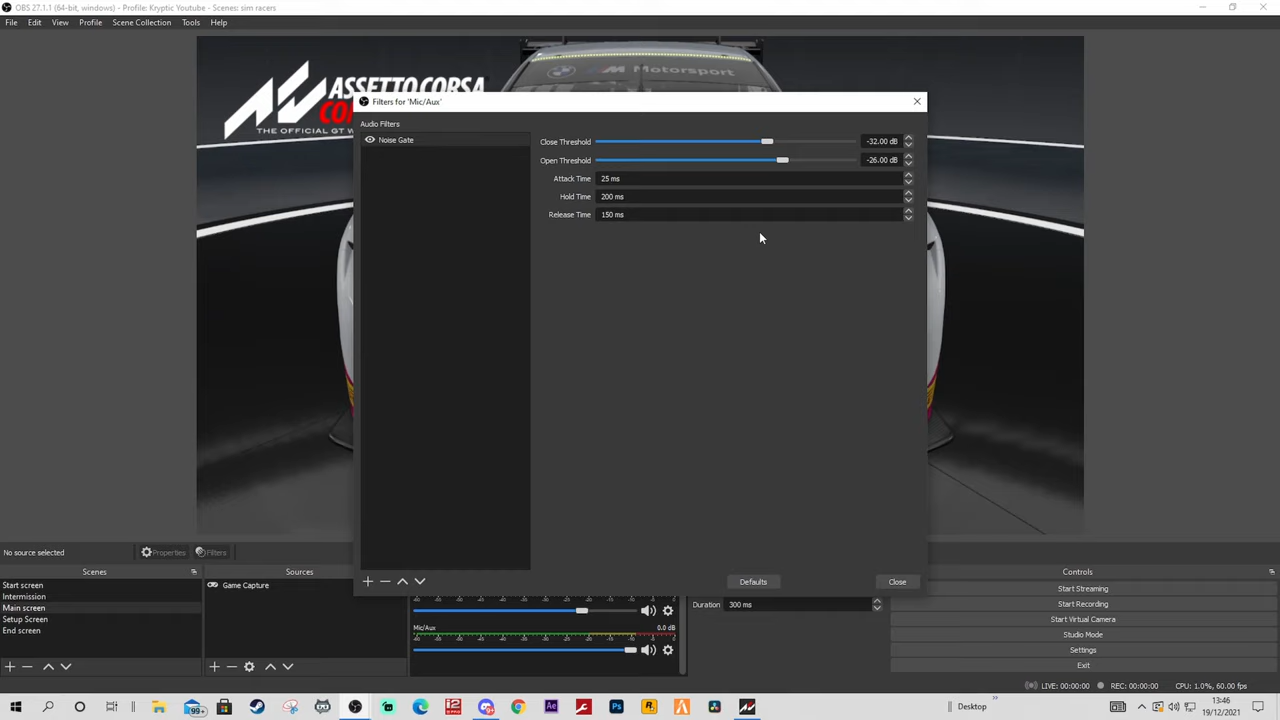 OBS 27.1.1 (64-bit, windows) - Profile: Kryptic Youtube - Scenes: sim racers
File Edit View Profile Scene Collection Tools Help
M Motorsport
ASSETTO CORSA
THE OFFICIAL GT W
Filters for 'Mic/Aux'
Audio Filters
Noise Gate
Close Threshold -32.00 dB
Open Threshold -26.00 dB
Attack Time 25 ms
Hold Time 200 ms
Release Time 150 ms
Defaults Close
No source selected Properties Filters
Scenes Sources Controls
Start screen
Intermission
Main screen
Setup Screen
End screen
Game Capture
Mic/Aux 0.0 dB
Duration 300 ms
Start Streaming
Start Recording
Start Virtual Camera
Studio Mode
Settings
Exit
LIVE: 00:00:00 REC: 00:00:00 CPU: 1.0%, 60.00 fps
99+ Ae 12 PRO Ps R Desktop
13:46
19/12/2021